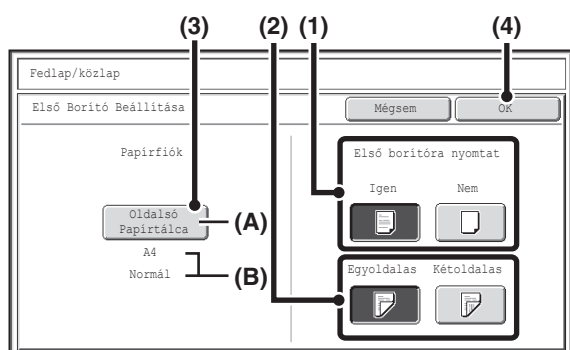 (3) (2) (1) (4)
Fedlap/közlap
Első Borító Beállítása
Mégsem
OK
Papírfiók
Első borítóra nyomtat
Igen Nem
Oldalsó
Papírtálca
(A)
A4
Normál
(B)
Egyoldalas Kétoldalas